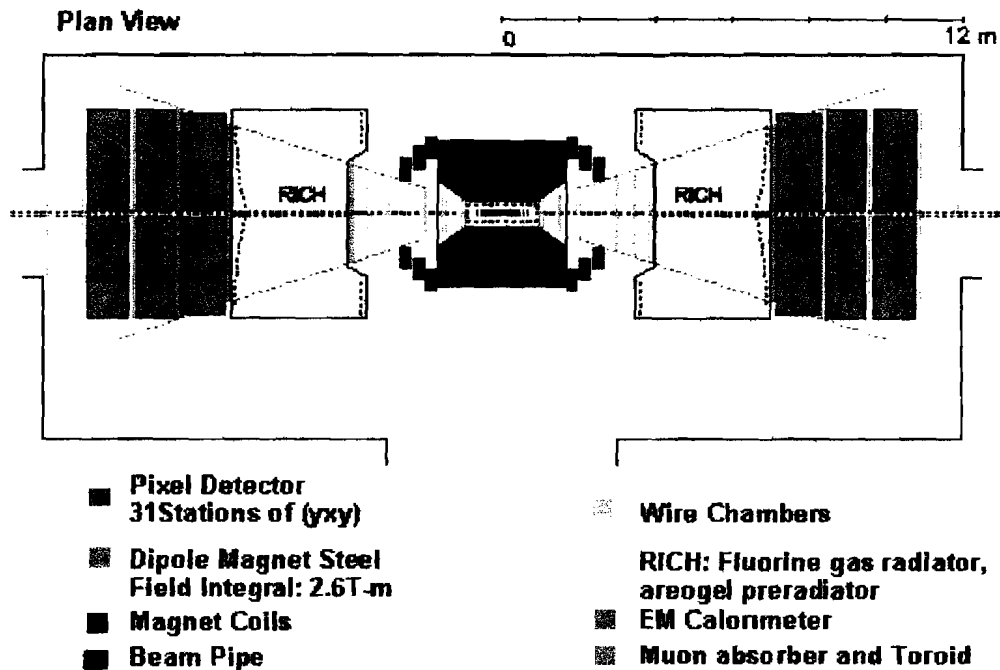 Plan View
0
12 m
RICH
RICH
Pixel Detector
31Stations of (yxy)
Dipole Magnet Steel
Field Integral: 2.6T-m
Magnet Coils
Beam Pipe
Wire Chambers
RICH: Fluorine gas radiator,
areogel preradiator
EM Calorimeter
Muon absorber and Toroid